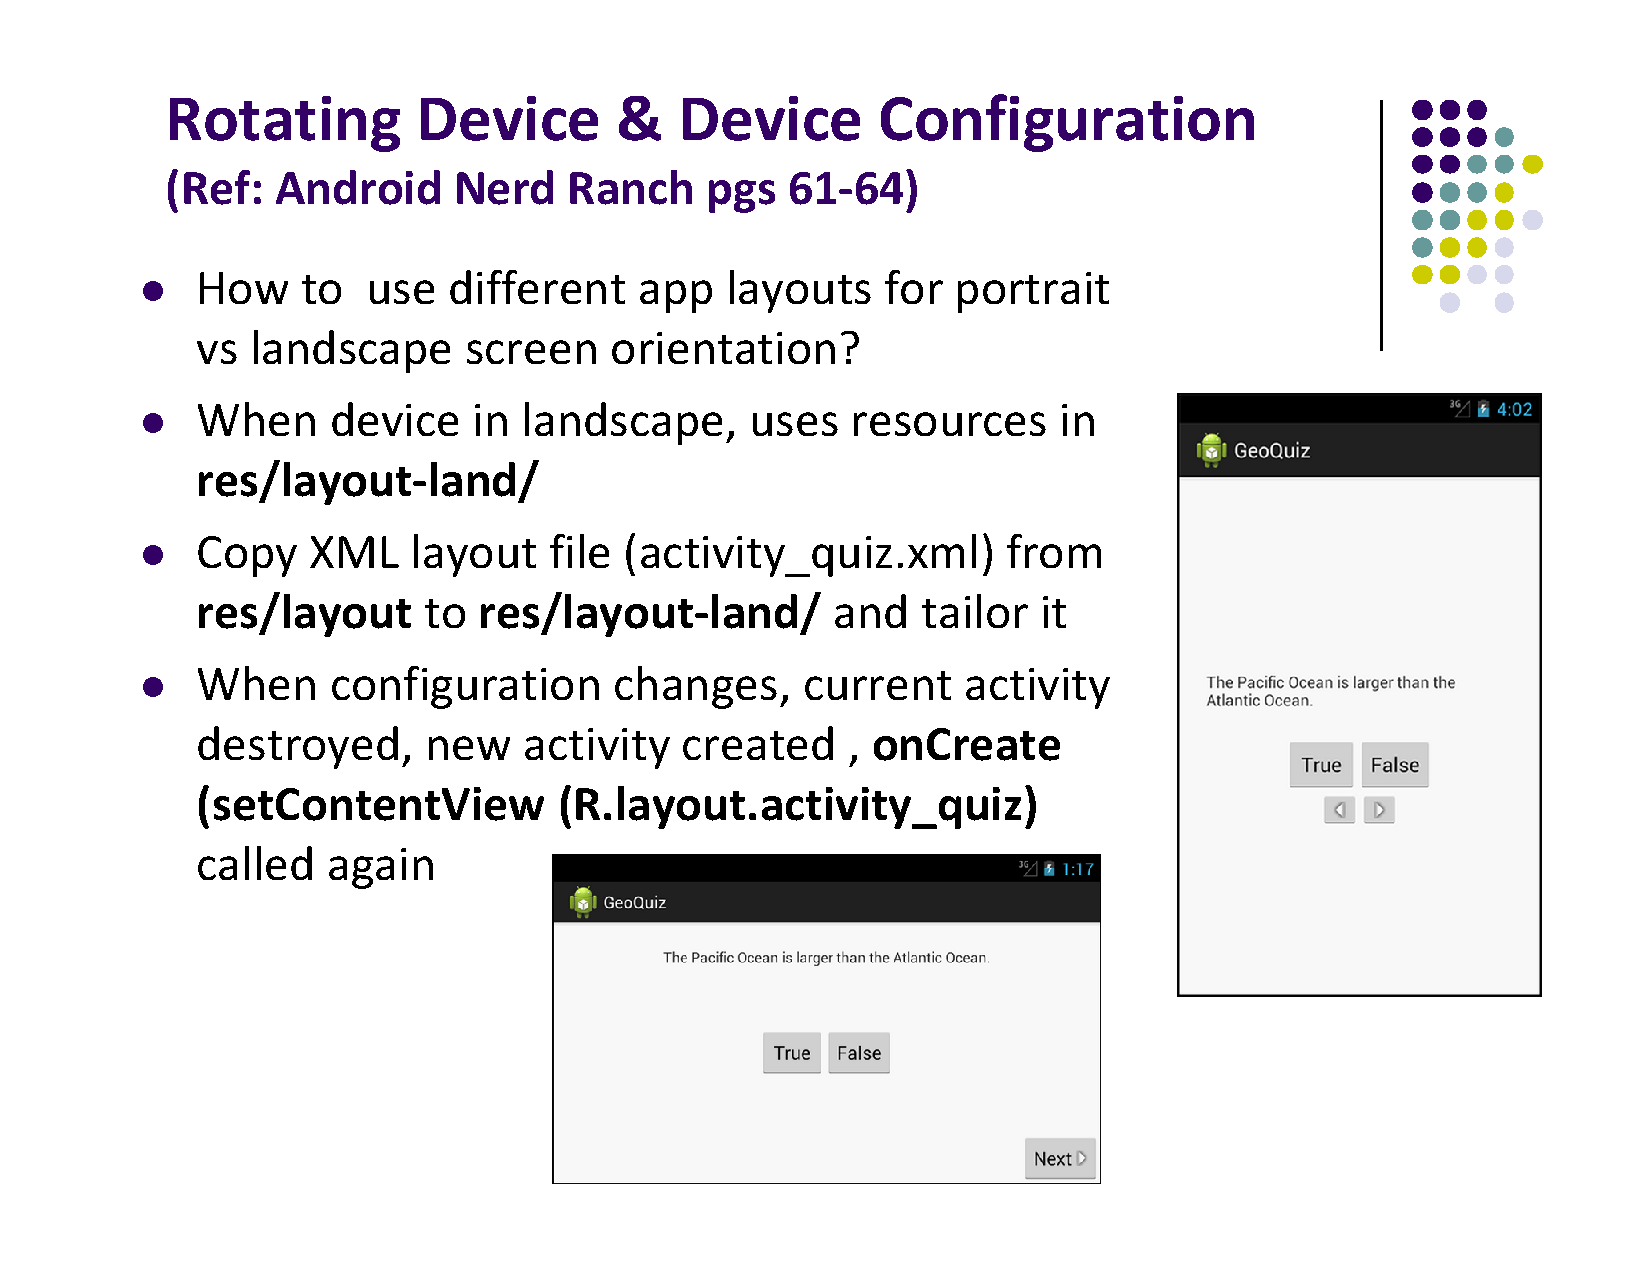 Rotating Device & Device Configuration
(Ref: Android Nerd Ranch pgs 61-64)
How to use different app layouts for portrait
vs landscape screen orientation?
When device in landscape, uses resources in
res/layout-land/
Copy XML layout file (activity_quiz.xml) from
res/layout to res/layout-land/ and tailor it
When configuration changes, current activity
destroyed, new activity created , onCreate
(setContentView (R.layout.activity_quiz)
called again
3G 4:02
GeoQuiz
The Pacific Ocean is larger than the
Atlantic Ocean.
True False
3G 1:17
GeoQuiz
The Pacific Ocean is larger than the Atlantic Ocean.
True False
Next